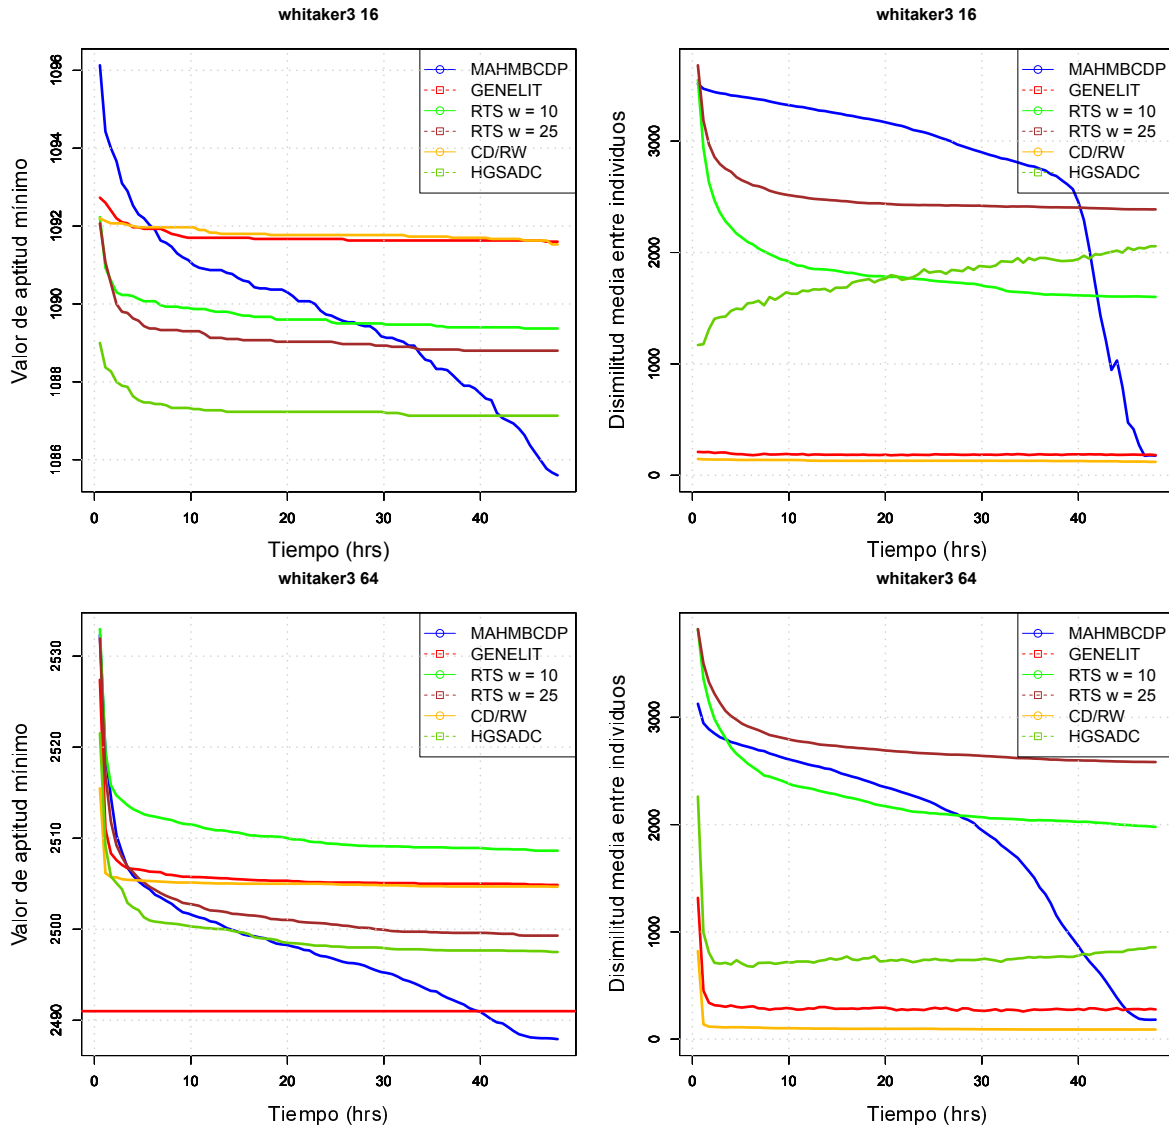 whitaker3 16
Valor de aptitud mínimo
1096
1094
1092
1090
1088
1086
0
10
20
30
40
Tiempo (hrs)
MAHMBCDP
GENELIT
RTS w = 10
RTS w = 25
CD/RW
HGSADC
whitaker3 16
Disimilitud media entre individuos
3000
2000
1000
0
0
10
20
30
40
Tiempo (hrs)
MAHMBCDP
GENELIT
RTS w = 10
RTS w = 25
CD/RW
HGSADC
whitaker3 64
Valor de aptitud mínimo
2530
2520
2510
2500
2490
0
10
20
30
40
Tiempo (hrs)
MAHMBCDP
GENELIT
RTS w = 10
RTS w = 25
CD/RW
HGSADC
whitaker3 64
Disimilitud media entre individuos
3000
2000
1000
0
0
10
20
30
40
Tiempo (hrs)
MAHMBCDP
GENELIT
RTS w = 10
RTS w = 25
CD/RW
HGSADC